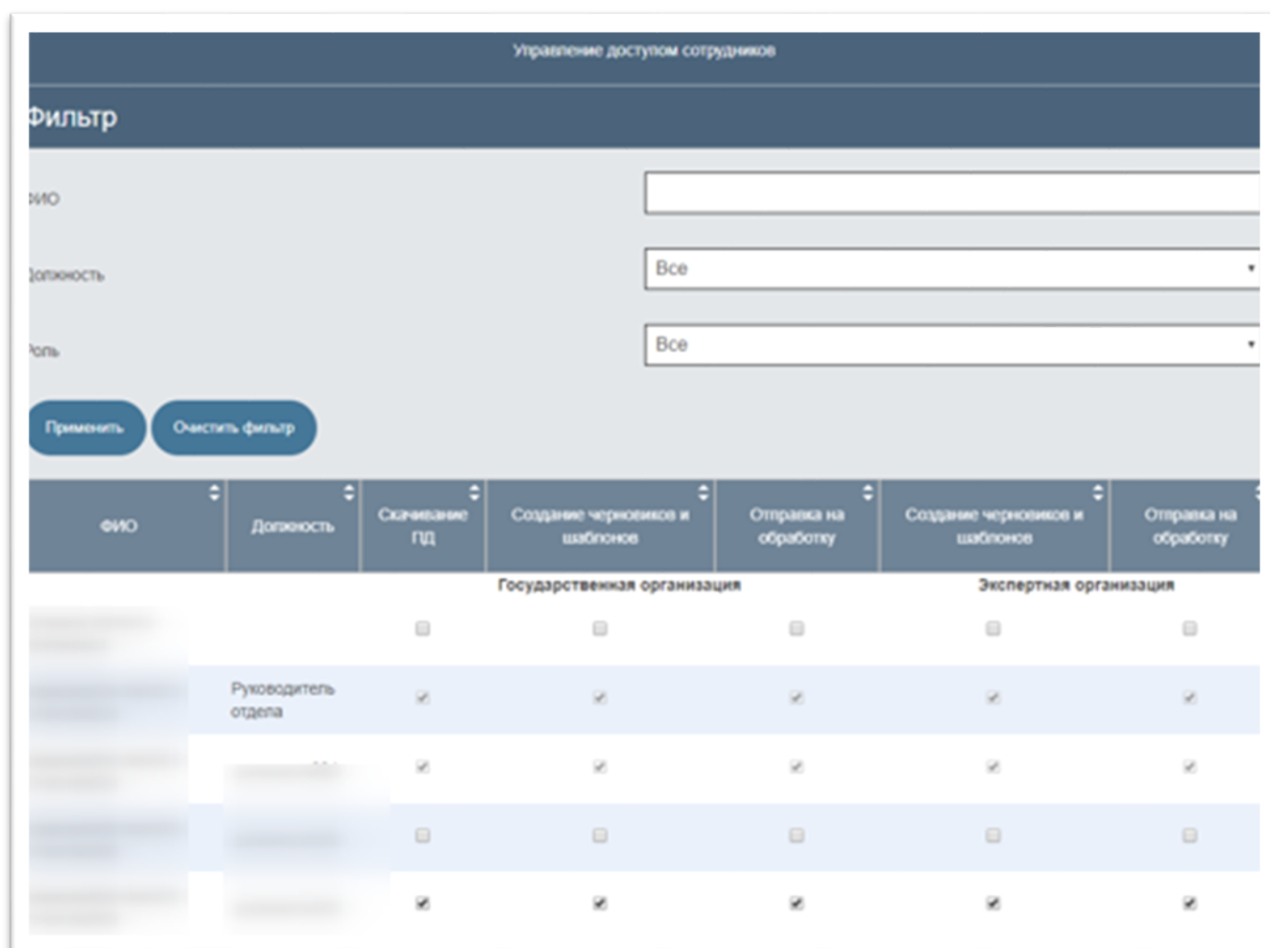 Управление доступом сотрудников
Фильтр
ФИО
Должность
Все
Роль
Все
Применить Очистить фильтр
ФИО Должность Скачивание ПД Создание черновиков и шаблонов Отправка на обработку Создание черновиков и шаблонов Отправка на обработку
Государственная организация Экспертная организация
Руководитель
отдела